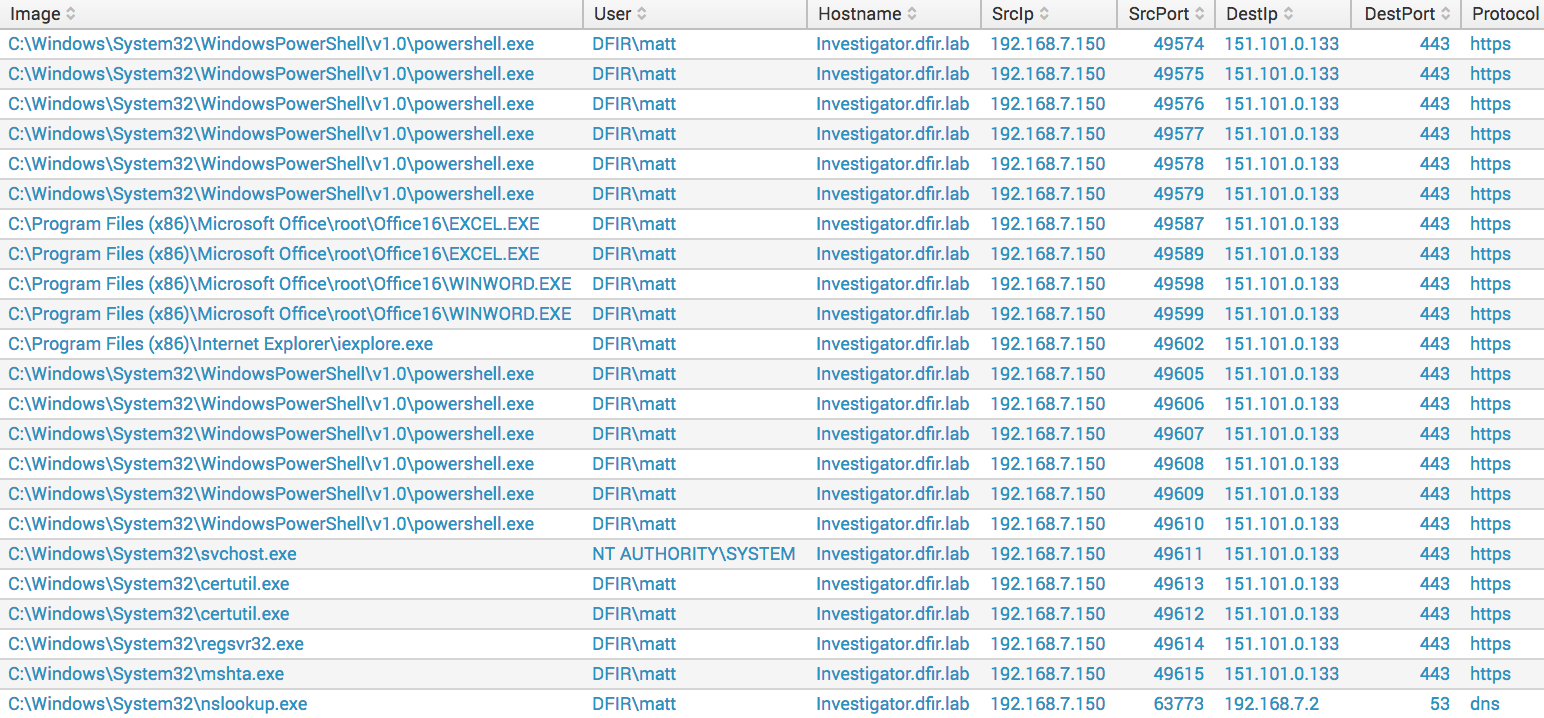 Image User Hostname SrcIp SrcPort DestIp DestPort Protocol
C:\Windows\System32\WindowsPowerShell\v1.0\powershell.exe DFIR\matt Investigator.dfir.lab 192.168.7.150 49574 151.101.0.133 443 https
C:\Windows\System32\WindowsPowerShell\v1.0\powershell.exe DFIR\matt Investigator.dfir.lab 192.168.7.150 49575 151.101.0.133 443 https
C:\Windows\System32\WindowsPowerShell\v1.0\powershell.exe DFIR\matt Investigator.dfir.lab 192.168.7.150 49576 151.101.0.133 443 https
C:\Windows\System32\WindowsPowerShell\v1.0\powershell.exe DFIR\matt Investigator.dfir.lab 192.168.7.150 49577 151.101.0.133 443 https
C:\Windows\System32\WindowsPowerShell\v1.0\powershell.exe DFIR\matt Investigator.dfir.lab 192.168.7.150 49578 151.101.0.133 443 https
C:\Windows\System32\WindowsPowerShell\v1.0\powershell.exe DFIR\matt Investigator.dfir.lab 192.168.7.150 49579 151.101.0.133 443 https
C:\Program Files (x86)\Microsoft Office\root\Office16\EXCEL.EXE DFIR\matt Investigator.dfir.lab 192.168.7.150 49587 151.101.0.133 443 https
C:\Program Files (x86)\Microsoft Office\root\Office16\EXCEL.EXE DFIR\matt Investigator.dfir.lab 192.168.7.150 49589 151.101.0.133 443 https
C:\Program Files (x86)\Microsoft Office\root\Office16\WINWORD.EXE DFIR\matt Investigator.dfir.lab 192.168.7.150 49598 151.101.0.133 443 https
C:\Program Files (x86)\Microsoft Office\root\Office16\WINWORD.EXE DFIR\matt Investigator.dfir.lab 192.168.7.150 49599 151.101.0.133 443 https
C:\Program Files (x86)\Internet Explorer\iexplore.exe DFIR\matt Investigator.dfir.lab 192.168.7.150 49602 151.101.0.133 443 https
C:\Windows\System32\WindowsPowerShell\v1.0\powershell.exe DFIR\matt Investigator.dfir.lab 192.168.7.150 49605 151.101.0.133 443 https
C:\Windows\System32\WindowsPowerShell\v1.0\powershell.exe DFIR\matt Investigator.dfir.lab 192.168.7.150 49606 151.101.0.133 443 https
C:\Windows\System32\WindowsPowerShell\v1.0\powershell.exe DFIR\matt Investigator.dfir.lab 192.168.7.150 49607 151.101.0.133 443 https
C:\Windows\System32\WindowsPowerShell\v1.0\powershell.exe DFIR\matt Investigator.dfir.lab 192.168.7.150 49608 151.101.0.133 443 https
C:\Windows\System32\WindowsPowerShell\v1.0\powershell.exe DFIR\matt Investigator.dfir.lab 192.168.7.150 49609 151.101.0.133 443 https
C:\Windows\System32\WindowsPowerShell\v1.0\powershell.exe DFIR\matt Investigator.dfir.lab 192.168.7.150 49610 151.101.0.133 443 https
C:\Windows\System32\svchost.exe NT AUTHORITY\SYSTEM Investigator.dfir.lab 192.168.7.150 49611 151.101.0.133 443 https
C:\Windows\System32\certutil.exe DFIR\matt Investigator.dfir.lab 192.168.7.150 49613 151.101.0.133 443 https
C:\Windows\System32\certutil.exe DFIR\matt Investigator.dfir.lab 192.168.7.150 49612 151.101.0.133 443 https
C:\Windows\System32\regsvr32.exe DFIR\matt Investigator.dfir.lab 192.168.7.150 49614 151.101.0.133 443 https
C:\Windows\System32\mshta.exe DFIR\matt Investigator.dfir.lab 192.168.7.150 49615 151.101.0.133 443 https
C:\Windows\System32\nslookup.exe DFIR\matt Investigator.dfir.lab 192.168.7.150 63773 192.168.7.2 53 dns